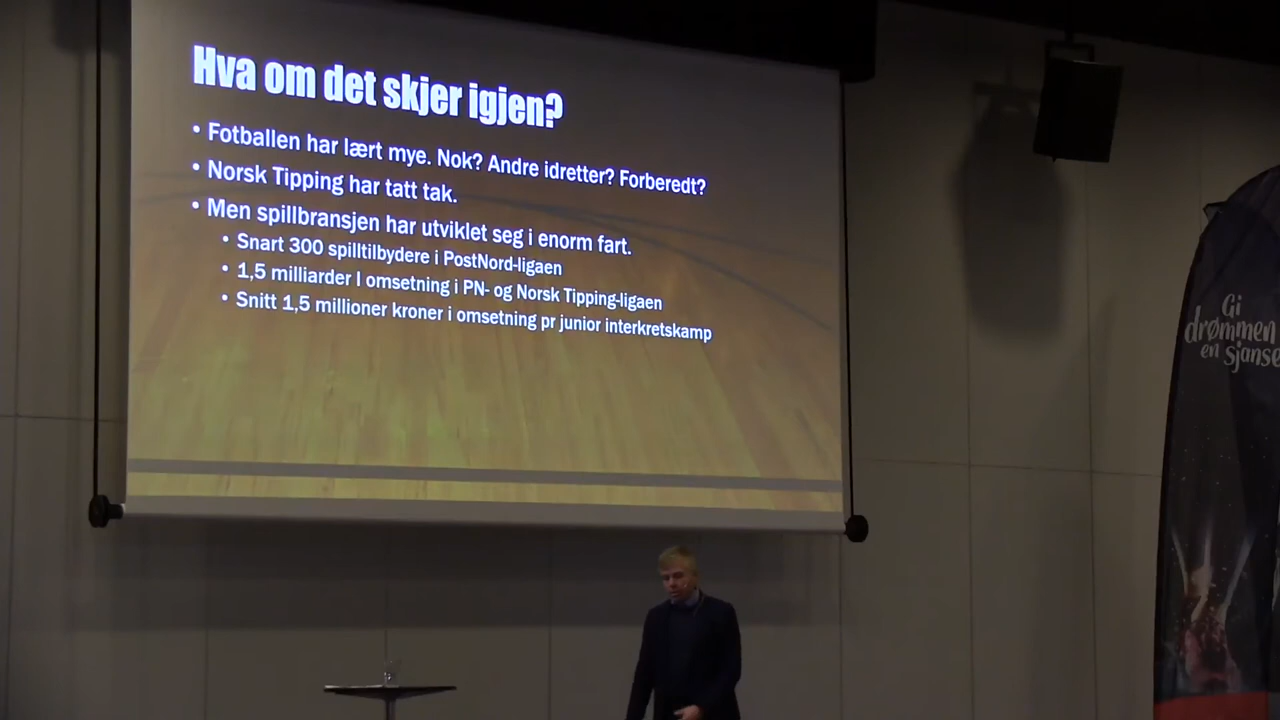 Hva om det skjer igjen?
• Fotballen har lært mye. Nok? Andre idretter? Forberedt?
• Norsk Tipping har tatt tak.
• Men spillbransjen har utviklet seg i enorm fart.
• Snart 300 spilltilbydere i PostNord-ligaen
• 1,5 milliarder I omsetning i PN- og Norsk Tipping-ligaen
• Snitt 1,5 millioner kroner i omsetning pr junior interkretskamp
Gi
drømmen
en sjanse